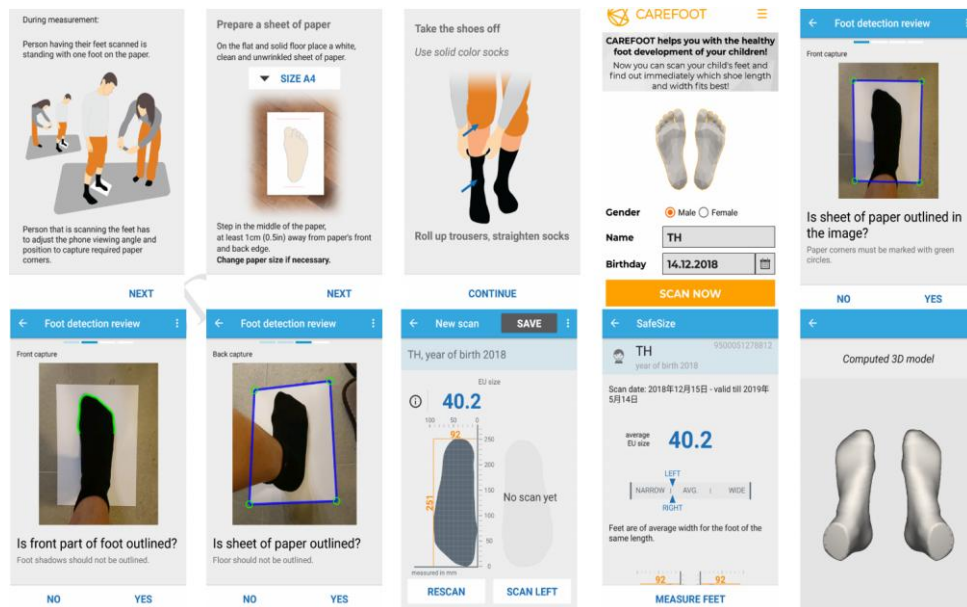 During measurement:
Person having their feet scanned is
standing with one foot on the paper.
Person that is scanning the feet has
to adjust the phone viewing angle and
position to capture required paper
corners.
NEXT
Prepare a sheet of paper
On the flat and solid floor place a white,
clean and unwrinkled sheet of paper.
SIZE A4
Step in the middle of the paper,
at least 1cm (0.5in) away from paper's front
and back edge.
Change paper size if necessary.
NEXT
Take the shoes off
Use solid color socks
Roll up trousers, straighten socks
CONTINUE
CAREFOOT
CAREFOOT helps you with the healthy
foot development of your children!
Now you can scan your child's feet and
find out immediately which shoe length
and width fits best!
Gender Male Female
Name TH
Birthday 14.12.2018
SCAN NOW
Foot detection review
Front capture
Is sheet of paper outlined in
the image?
Paper corners must be marked with green
circles.
NO YES
Foot detection review
Front capture
Is front part of foot outlined?
Foot shadows should not be outlined.
NO YES
Foot detection review
Back capture
Is sheet of paper outlined?
Floor should not be outlined.
NO YES
New scan SAVE
TH, year of birth 2018
EU size
40.2
100 50 0
92
250
200
251
150
No scan yet
100
50
0
measured in mm
RESCAN SCAN LEFT
SafeSize
9500051278812
TH
year of birth 2018
Scan date: 2018年12月15日 - valid till 2019年
5月14日
average
EU size
40.2
LEFT
NARROW AVG. WIDE
RIGHT
Feet are of average width for the foot of the
same length.
92 92
MEASURE FEET
Computed 3D model